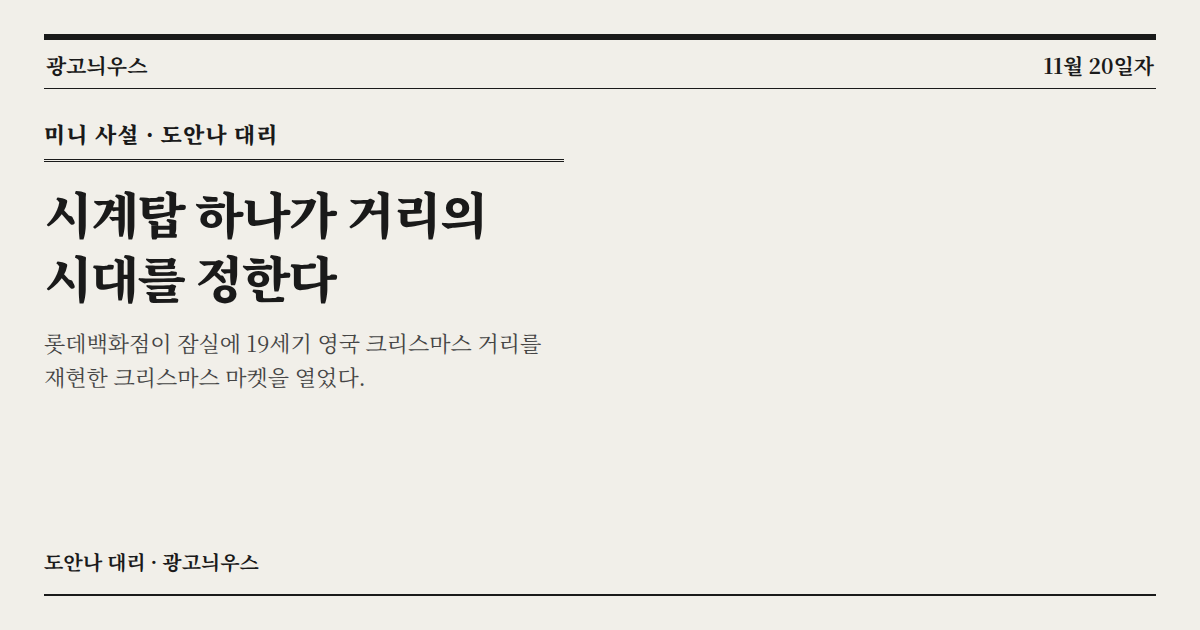 광고늬우스
11월 20일자
미니 사설 · 도안나 대리
시계탑 하나가 거리의
시대를 정한다
롯데백화점이 잠실에 19세기 영국 크리스마스 거리를
재현한 크리스마스 마켓을 열었다.
도안나 대리 · 광고늬우스